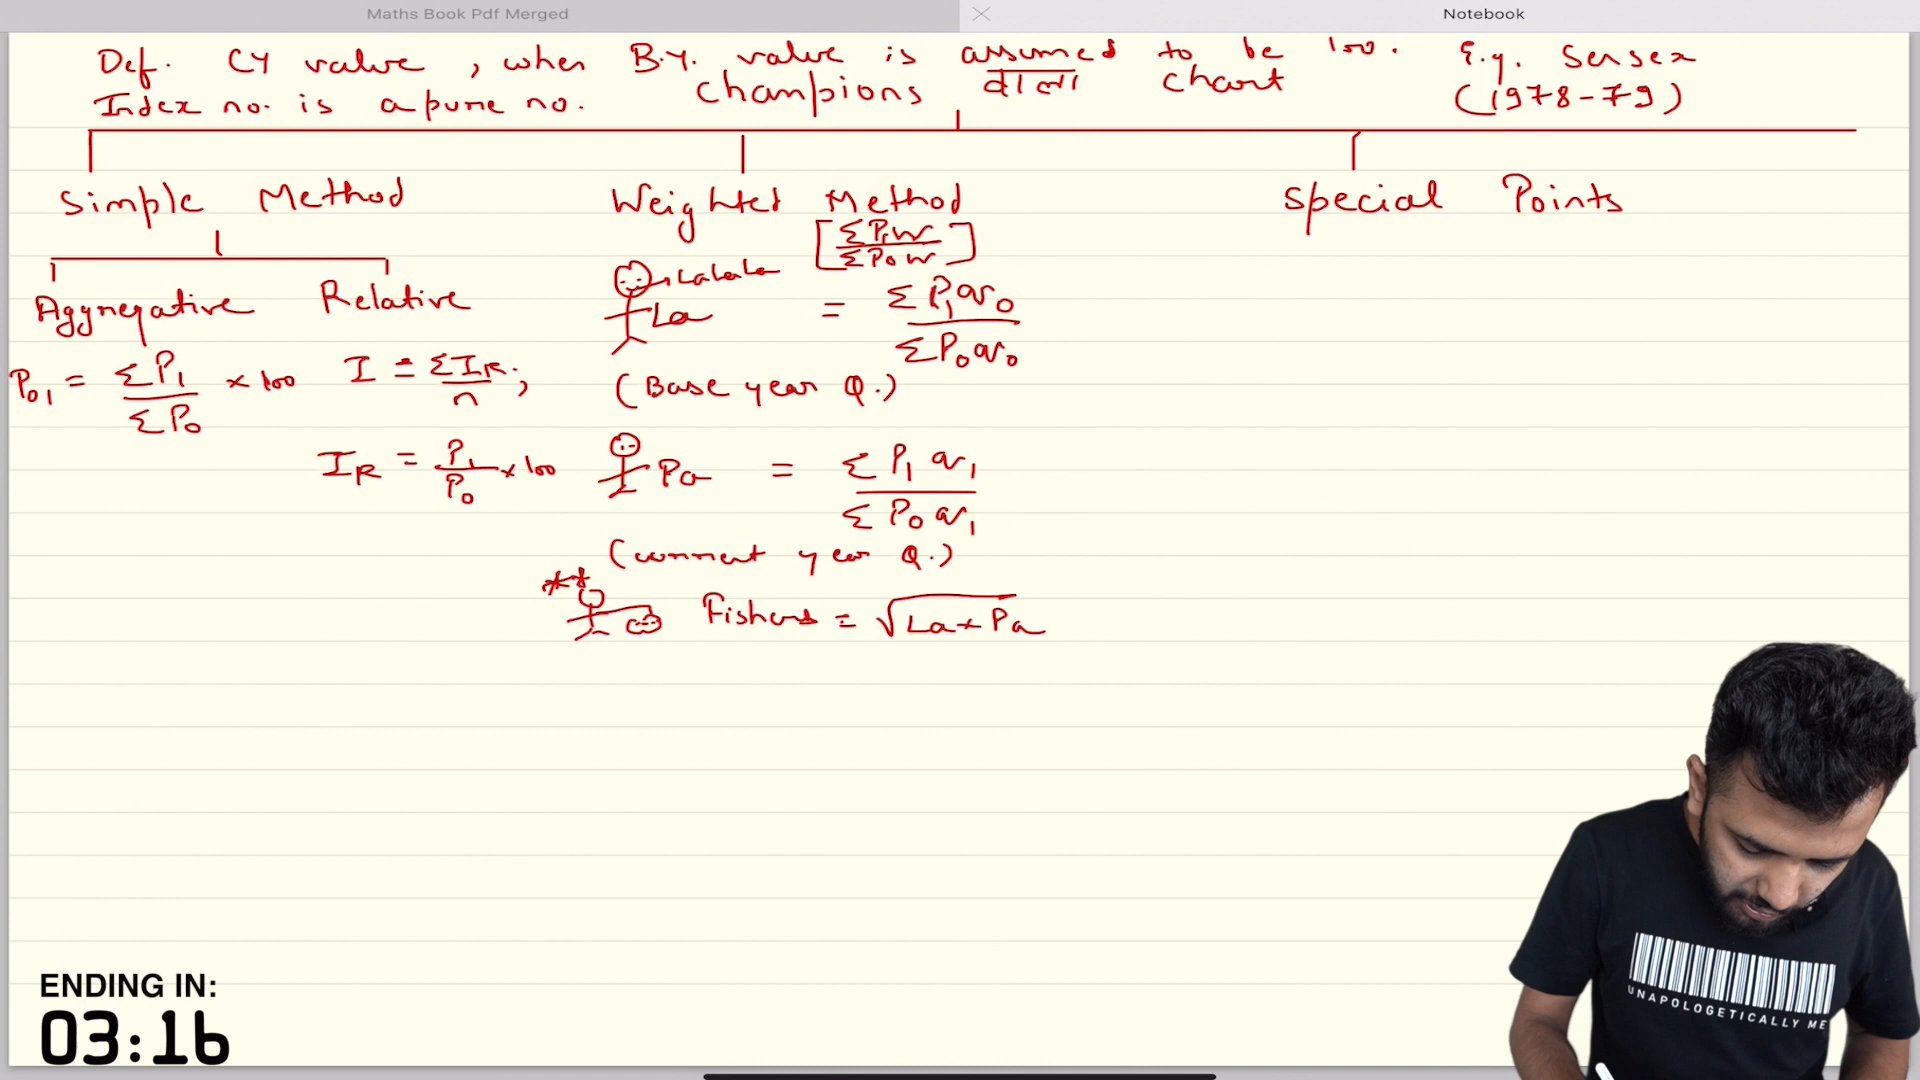 Maths Book Pdf Merged
Notebook
Def. CY value, when B.Y. value is assumed to be 100. E.g. Sensex
Index no. is a pure no. champions वाला chart (1978-79)
Simple Method
Weighted Method
Special Points
[ΣP₁w / ΣP₀w]
Aggregative
Relative
LaLaLa
La = ΣP₁q₀ / ΣP₀q₀
P₀₁ = ΣP₁ / ΣP₀ × 100
I = ΣI_R / n ;
(Base year Q.)
I_R = P₁ / P₀ × 100
Pa = ΣP₁q₁ / ΣP₀q₁
(current year Q.)
** Fishers = √La × Pa
UNAPOLOGETICALLY ME
ENDING IN:
03:16